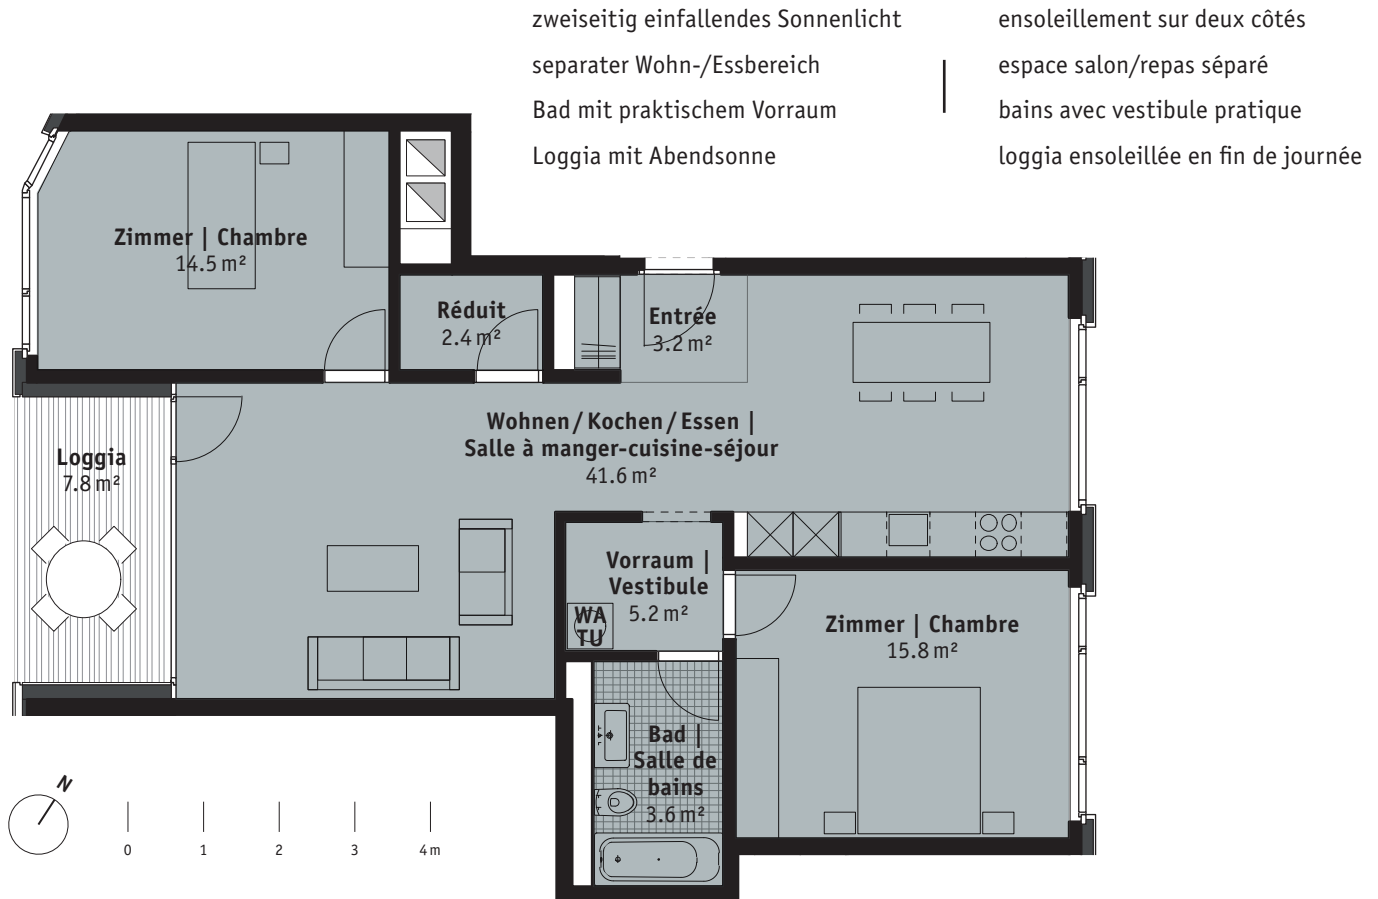 zweiseitig einfallendes Sonnenlicht
separater Wohn-/Essbereich
Bad mit praktischem Vorraum
Loggia mit Abendsonne
ensoleillement sur deux côtés
espace salon/repas séparé
bains avec vestibule pratique
loggia ensoleillée en fin de journée
Zimmer | Chambre
14.5 m²
Réduit
2.4 m²
Entrée
3.2 m²
Wohnen / Kochen / Essen |
Salle à manger-cuisine-séjour
41.6 m²
Loggia
7.8 m²
Vorraum |
Vestibule
5.2 m²
WA
TU
Zimmer | Chambre
15.8 m²
Bad |
Salle de
bains
3.6 m²
N
0 1 2 3 4 m